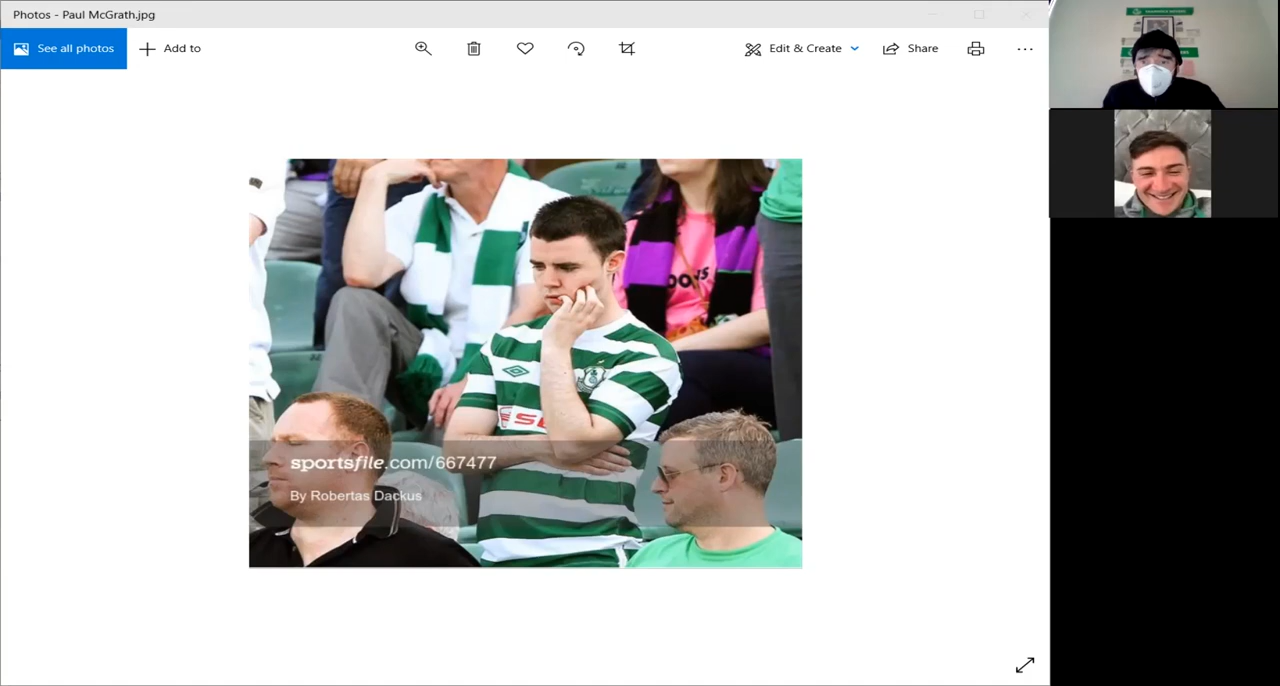 Photos - Paul McGrath.jpg
See all photos
Add to
Edit & Create
Share
sportsfile.com/667477
By Robertas Dackus